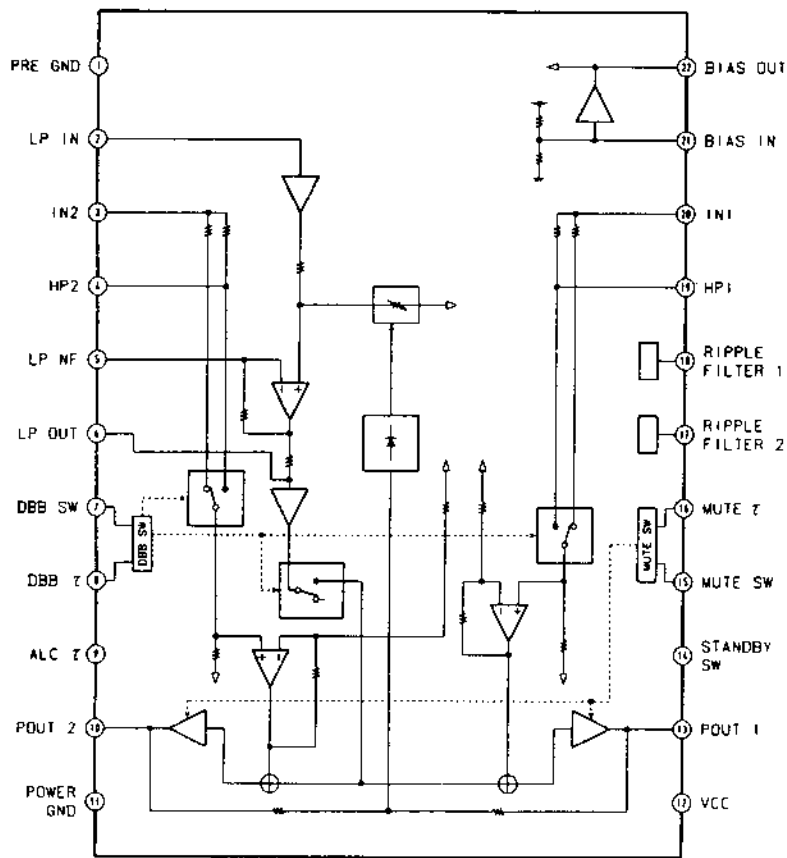 PRE GND 1
LP IN 2
IN2 3
HP2 4
LP NF 5
LP OUT 6
DBB SW 7
DBB τ 8
ALC τ 9
POUT 2 10
POWER
GND 11
DBB SW
+ -
- +
- +
MUTE SW
22 BIAS OUT
21 BIAS IN
20 IN1
19 HP1
18 RIPPLE
FILTER 1
17 RIPPLE
FILTER 2
16 MUTE τ
15 MUTE SW
14 STANDBY
SW
13 POUT 1
12 VCC